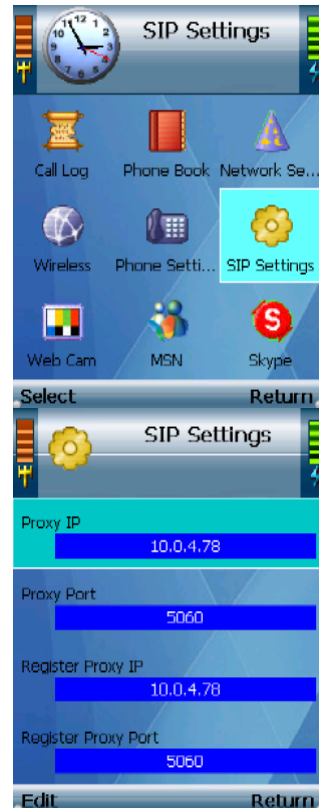 SIP Settings
Call Log Phone Book Network Se...
Wireless Phone Setti... SIP Settings
Web Cam MSN Skype
Select Return
SIP Settings
Proxy IP
10.0.4.78
Proxy Port
5060
Register Proxy IP
10.0.4.78
Register Proxy Port
5060
Edit Return